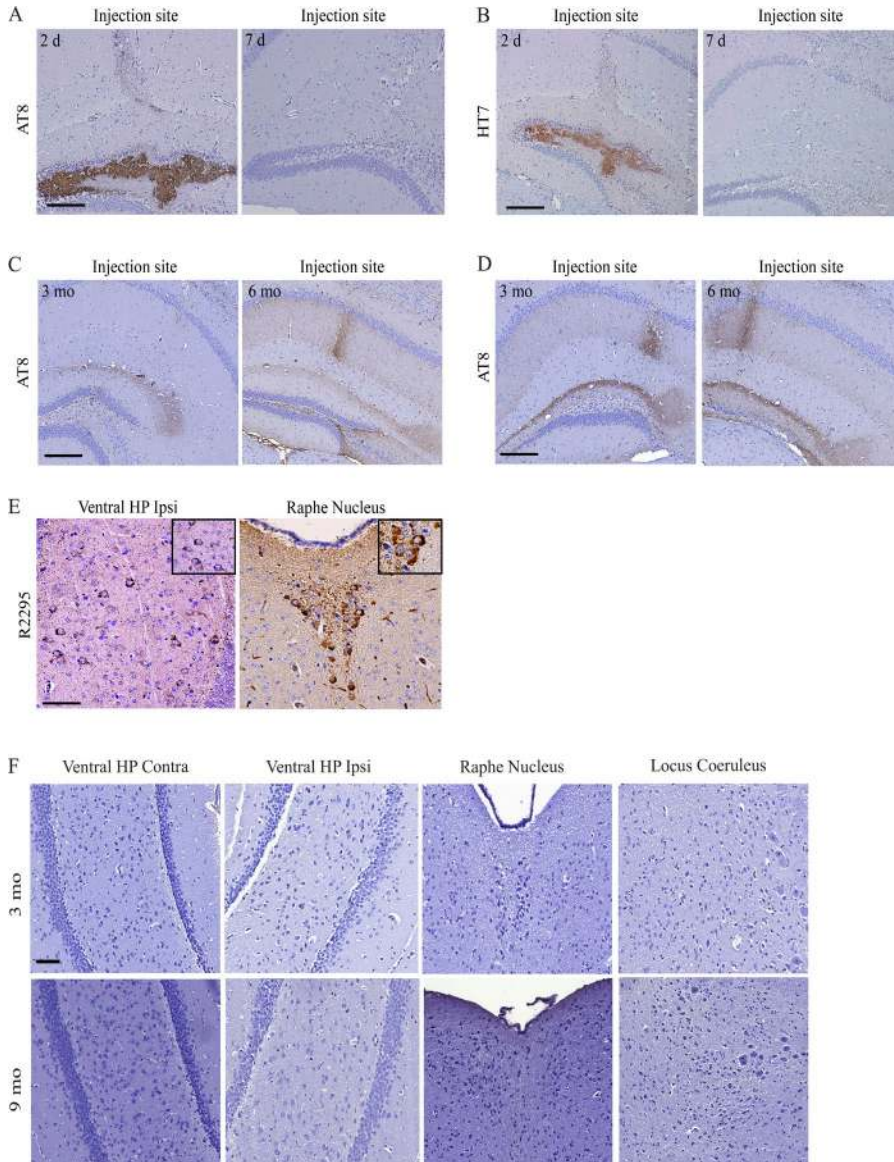 A
Injection site
Injection site
2 d
7 d
AT8
B
Injection site
Injection site
2 d
7 d
HT7
C
Injection site
Injection site
3 mo
6 mo
AT8
D
Injection site
Injection site
3 mo
6 mo
AT8
E
Ventral HP Ipsi
Raphe Nucleus
R2295
F
Ventral HP Contra
Ventral HP Ipsi
Raphe Nucleus
Locus Coeruleus
3 mo
9 mo